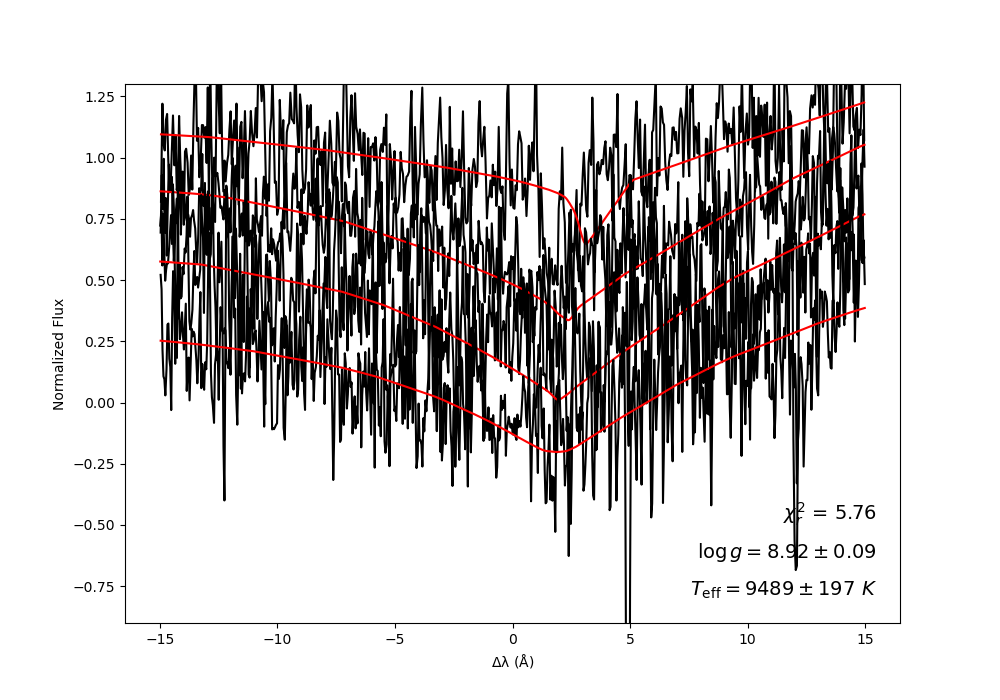 1.25
1.00
0.75
0.50
0.25
0.00
−0.25
−0.50
−0.75
Normalized Flux
χ²ᵣ = 5.76
log g = 8.92 ± 0.09
T_eff = 9489 ± 197 K
−15 −10 −5 0 5 10 15
Δλ (Å)